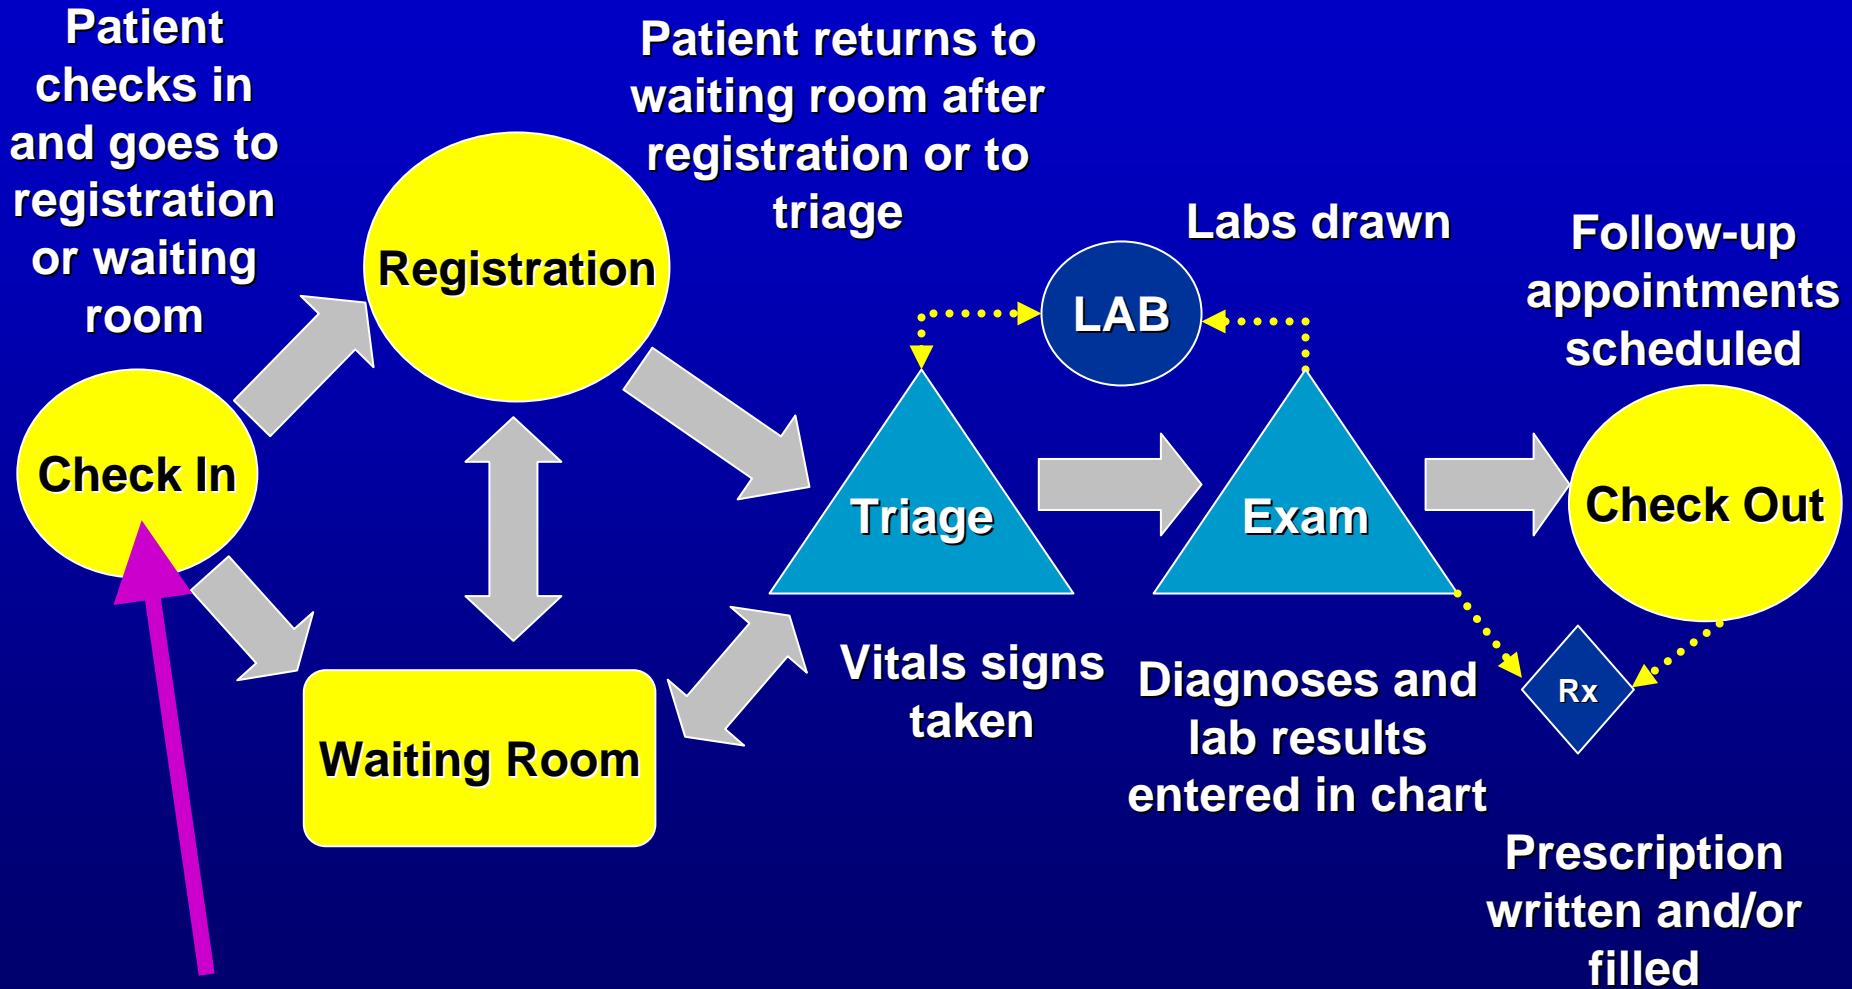 Patient
checks in
and goes to
registration
or waiting
room
Patient returns to
waiting room after
registration or to
triage
Registration
Labs drawn
LAB
Follow-up
appointments
scheduled
Check In
Triage
Exam
Check Out
Waiting Room
Vitals signs
taken
Diagnoses and
lab results
entered in chart
Rx
Prescription
written and/or
filled